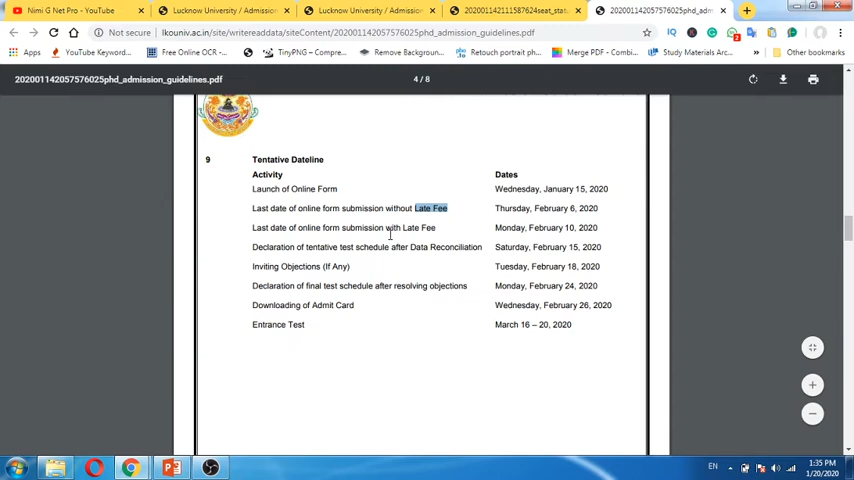 Nimi G Net Pro - YouTube
Lucknow University / Admission
Lucknow University / Admission
202001142111587624seat_statu
202001142057576025phd_adm
Not secure | lkouniv.ac.in/site/writereaddata/siteContent/202001142057576025phd_admission_guidelines.pdf
Apps
YouTube Keyword...
Free Online OCR -...
TinyPNG – Compre...
Remove Background...
Retouch portrait ph...
Merge PDF - Combi...
Study Materials Arc...
Other bookmarks
202001142057576025phd_admission_guidelines.pdf
4 / 8
9 Tentative Dateline
Activity Dates
Launch of Online Form Wednesday, January 15, 2020
Last date of online form submission without Late Fee Thursday, February 6, 2020
Last date of online form submission with Late Fee Monday, February 10, 2020
Declaration of tentative test schedule after Data Reconciliation Saturday, February 15, 2020
Inviting Objections (If Any) Tuesday, February 18, 2020
Declaration of final test schedule after resolving objections Monday, February 24, 2020
Downloading of Admit Card Wednesday, February 26, 2020
Entrance Test March 16 – 20, 2020
EN
1:35 PM
1/20/2020